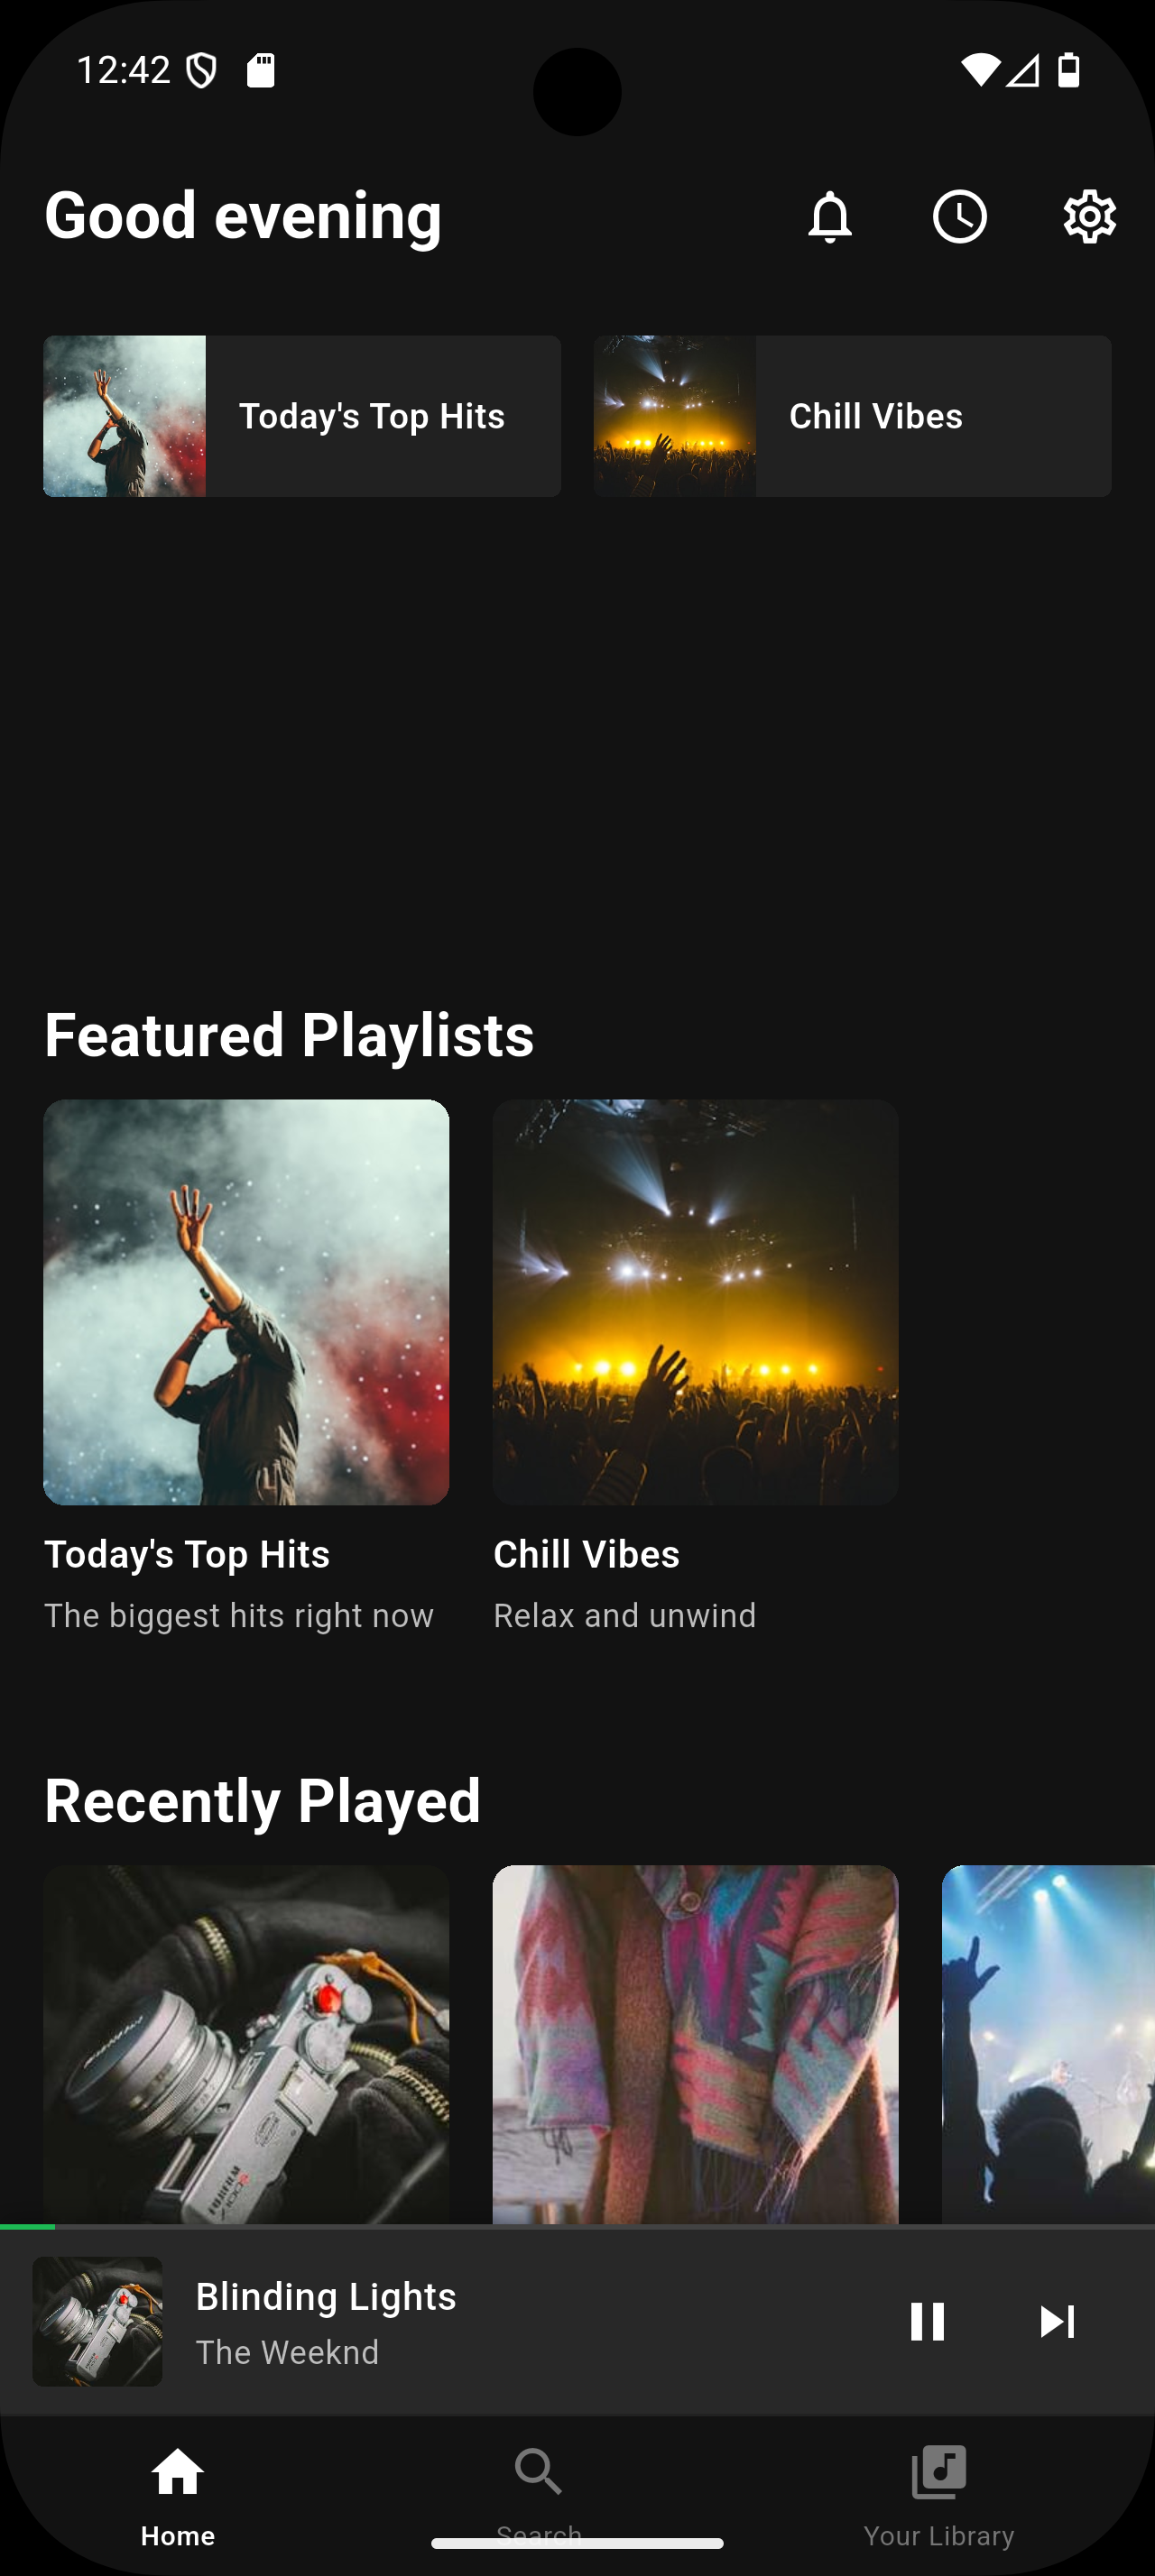 12:42
Good evening
Today's Top Hits
Chill Vibes
Featured Playlists
Today's Top Hits
Chill Vibes
The biggest hits right now
Relax and unwind
Recently Played
FUJIFILM
Blinding Lights
The Weeknd
Home
Search
Your Library